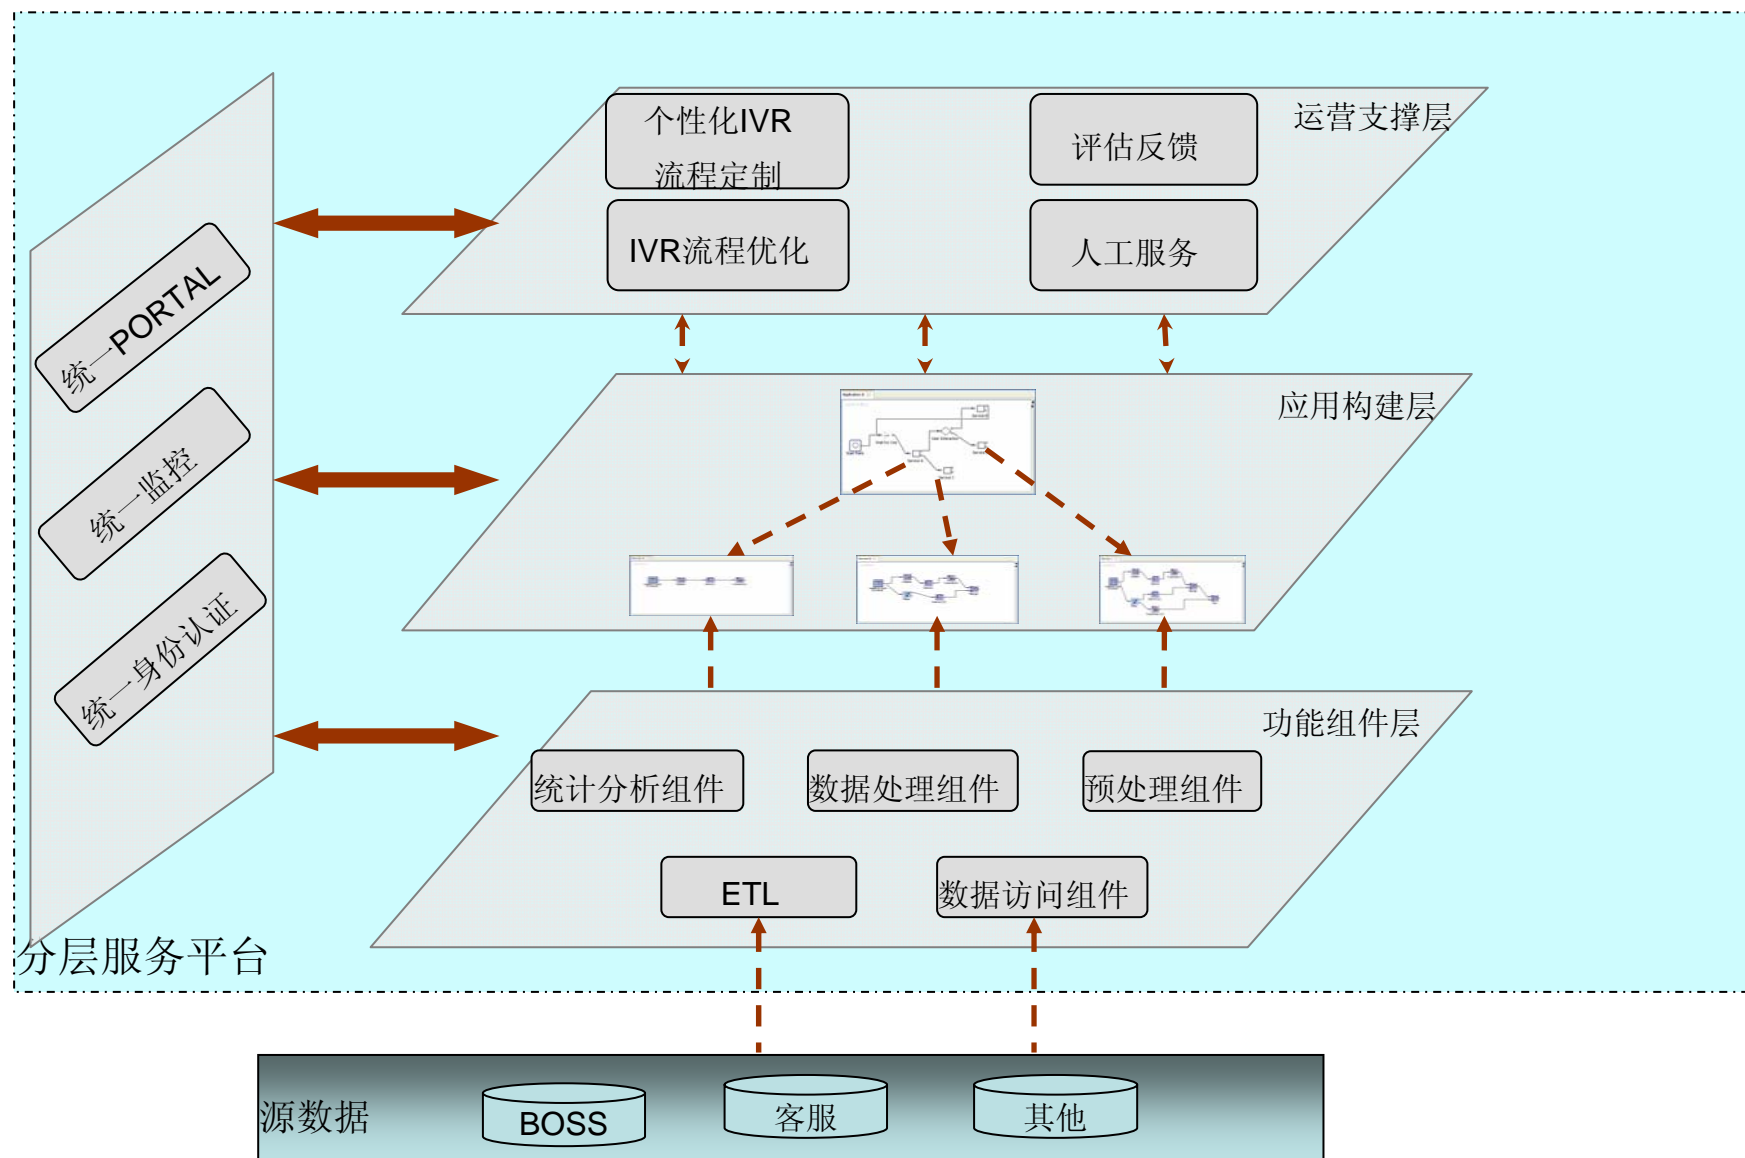 个性化IVR
流程定制
评估反馈
运营支撑层
IVR流程优化
人工服务
统一PORTAL
统一监控
统一身份认证
应用构建层
功能组件层
统计分析组件
数据处理组件
预处理组件
ETL
数据访问组件
分层服务平台
源数据
BOSS
客服
其他